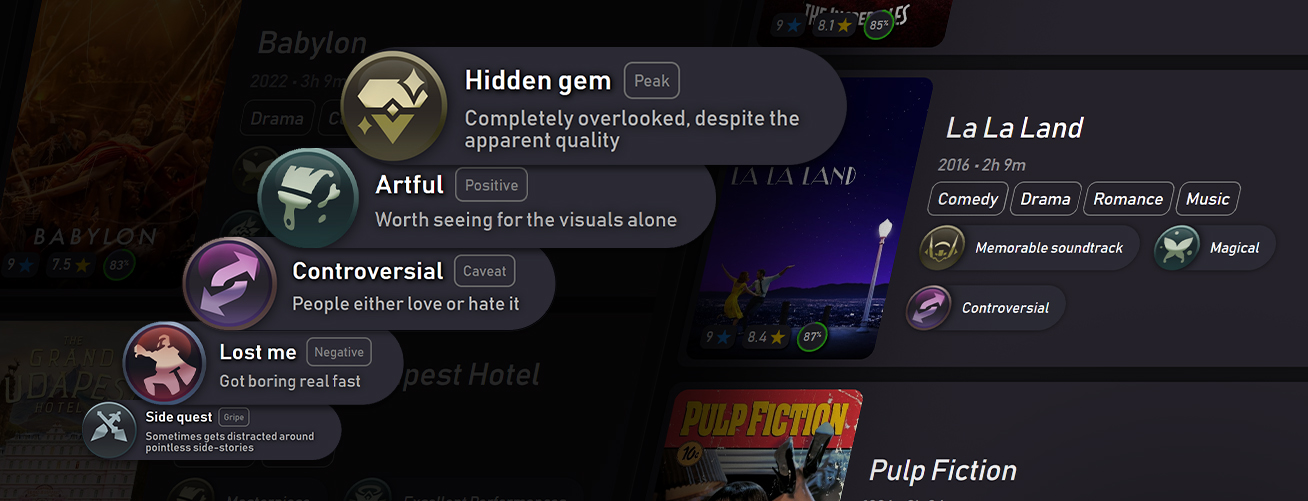 Babylon
2022 • 3h 9m
Drama
BABYLON
9
7.5
83%
Hidden gem
Peak
Completely overlooked, despite the
apparent quality
Artful
Positive
Worth seeing for the visuals alone
Controversial
Caveat
People either love or hate it
Lost me
Negative
Got boring real fast
Side quest
Gripe
Sometimes gets distracted around
pointless side-stories
THE
GRAND
HOTEL
pest Hotel
Excellent Performances
THE INCREDIBLES
9
8.1
85%
LA LA LAND
9
8.4
87%
La La Land
2016 • 2h 9m
Comedy
Drama
Romance
Music
Memorable soundtrack
Magical
Controversial
PULP FICTION
10¢
Pulp Fiction